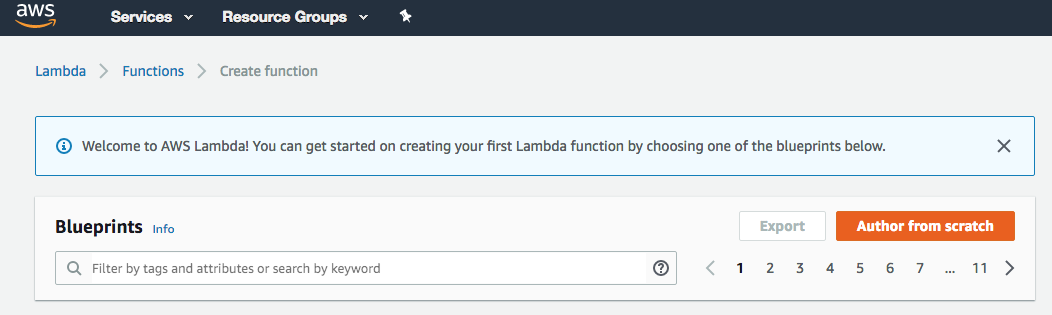 aws Services Resource Groups
Lambda Functions Create function
Welcome to AWS Lambda! You can get started on creating your first Lambda function by choosing one of the blueprints below.
Blueprints Info Export Author from scratch
Filter by tags and attributes or search by keyword 1 2 3 4 5 6 7 ... 11